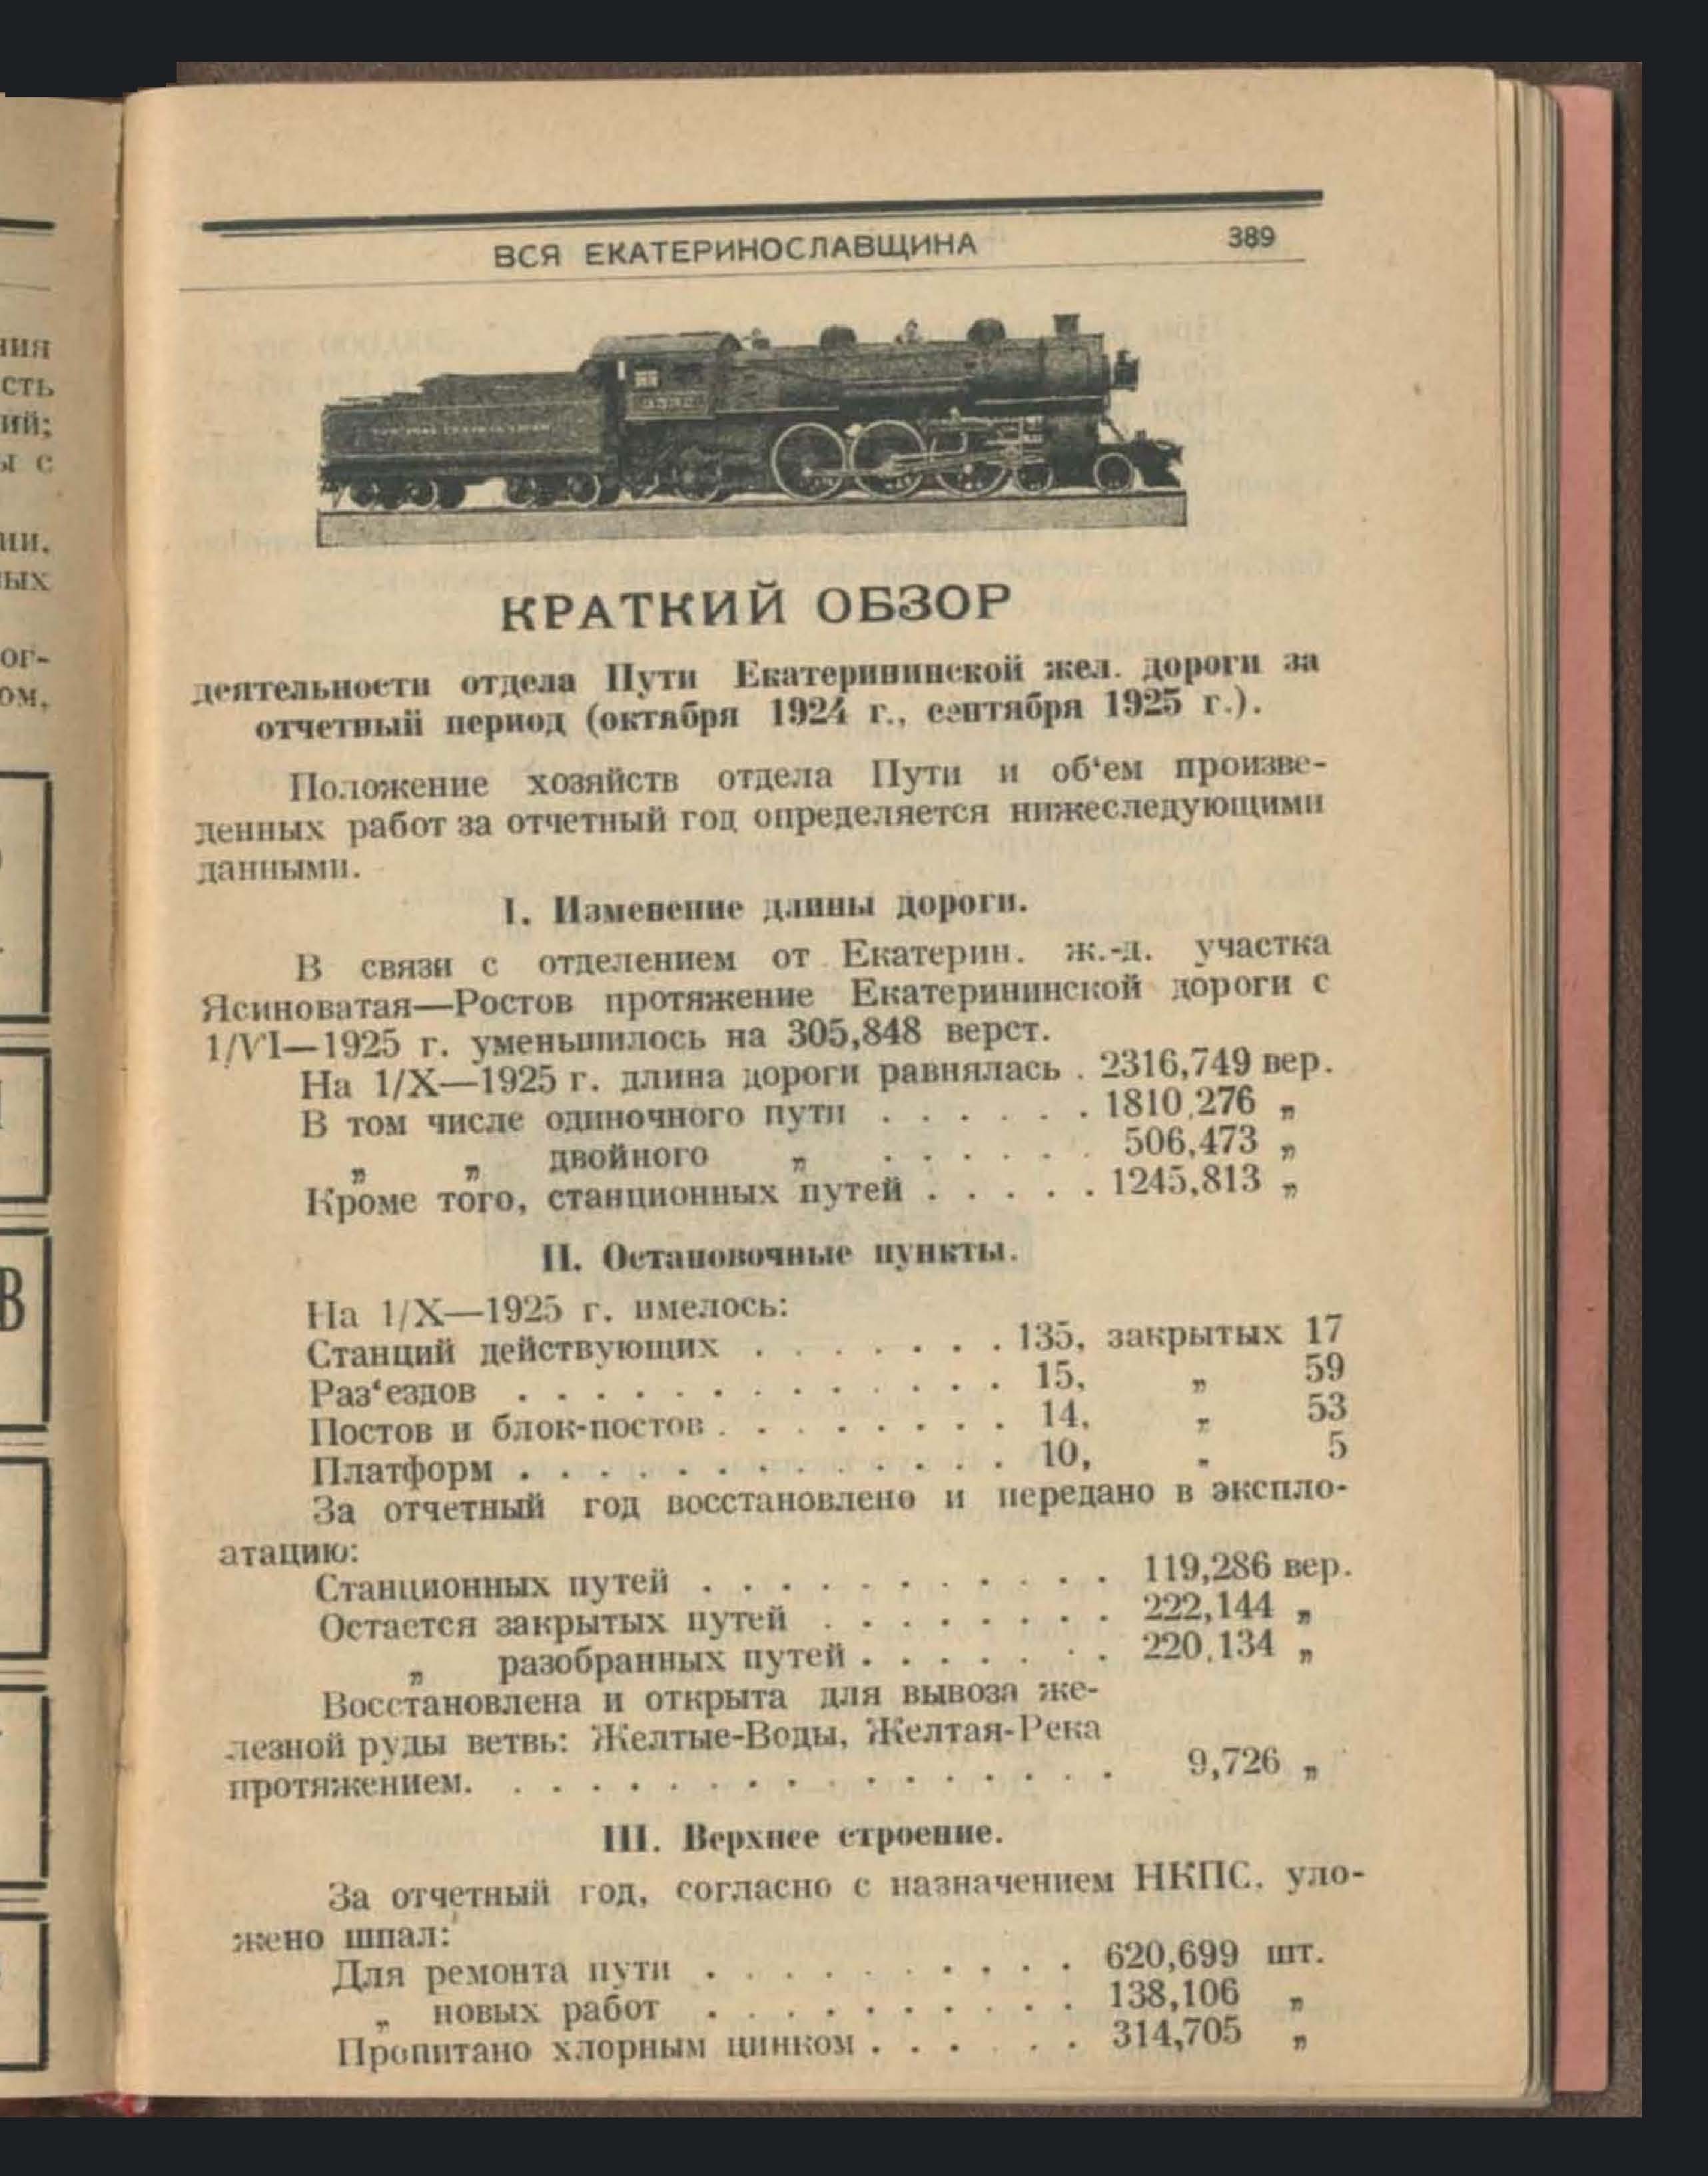 ния
сть
ий;
ы с
ии.
ных
ог-
ом,
В
ВСЯ ЕКАТЕРИНОСЛАВЩИНА 389
КРАТКИЙ ОБЗОР
деятельности отдела Пути Екатерининской жел. дороги за
отчетный период (октября 1924 г., сентября 1925 г.).
Положение хозяйств отдела Пути и об‘ем произве-
денных работ за отчетный год определяется нижеследующими
данными.
I. Изменение длины дороги.
В связи с отделением от Екатерин. ж.-д. участка
Ясиноватая—Ростов протяжение Екатерининской дороги с
1/VI—1925 г. уменьшилось на 305,848 верст.
На 1/X—1925 г. длина дороги равнялась . 2316,749 вер.
В том числе одиночного пути . . . . . . 1810,276 „
„ „ двойного „ . . . . . . 506,473 „
Кроме того, станционных путей . . . . . 1245,813 „
II. Остановочные пункты.
На 1/X—1925 г. имелось:
Станций действующих . . . . . . . 135, закрытых 17
Раз‘ездов . . . . . . . . . . . . . 15, „ 59
Постов и блок-постов . . . . . . . . 14, „ 53
Платформ . . . . . . . . . . . . . 10, „ 5
За отчетный год восстановлено и передано в экспло-
атацию:
Станционных путей . . . . . . . . . . . 119,286 вер.
Остается закрытых путей . . . . . . . . 222,144 „
„ разобранных путей . . . . . . . 220,134 „
Восстановлена и открыта для вывоза же-
лезной руды ветвь: Желтые-Воды, Желтая-Река
протяжением. . . . . . . . . . . . . . . . . 9,726 „
III. Верхнее строение.
За отчетный год, согласно с назначением НКПС, уло-
жено шпал:
Для ремонта пути . . . . . . . . . . 620,699 шт.
„ новых работ . . . . . . . . . . 138,106 „
Пропитано хлорным цинком . . . . . . 314,705 „